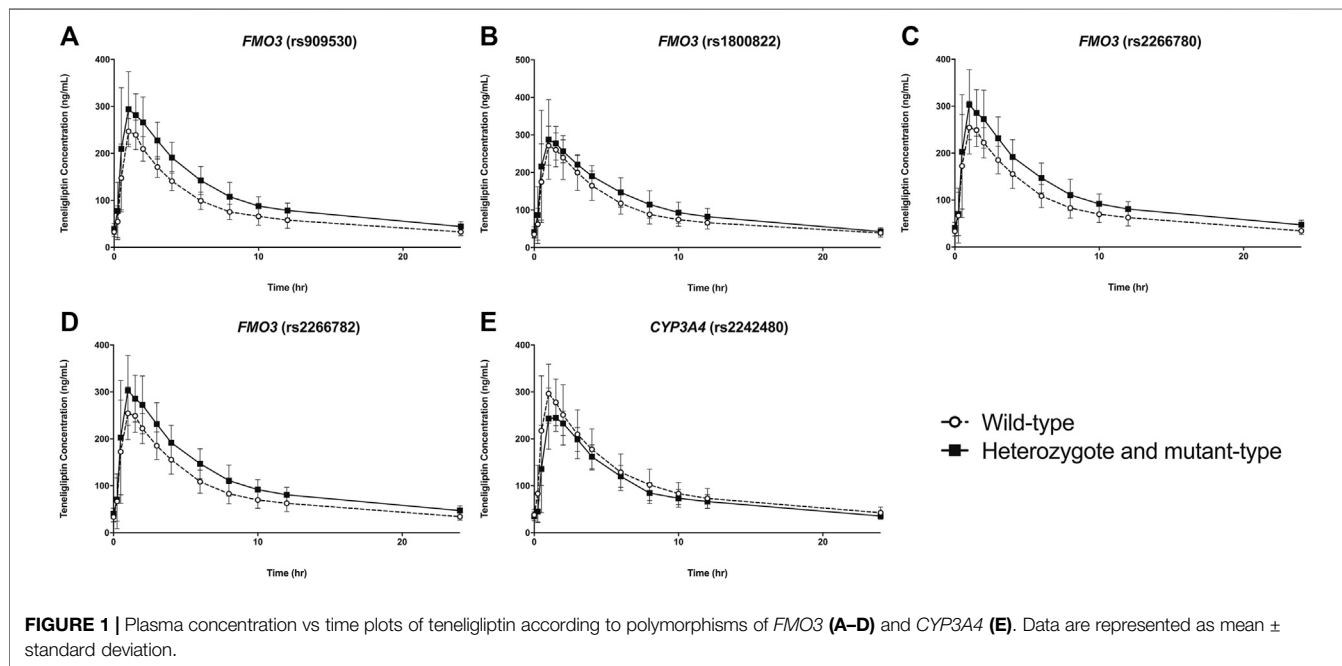 A
FMO3 (rs909530)
Teneligliptin Concentration (ng/mL)
400
300
200
100
0
0
10
20
Time (hr)
B
FMO3 (rs1800822)
Teneligliptin Concentration (ng/mL)
500
400
300
200
100
0
0
10
20
Time (hr)
C
FMO3 (rs2266780)
Teneligliptin Concentration (ng/mL)
400
300
200
100
0
0
10
20
Time (hr)
D
FMO3 (rs2266782)
Teneligliptin Concentration (ng/mL)
400
300
200
100
0
0
10
20
Time (hr)
E
CYP3A4 (rs2242480)
Teneligliptin Concentration (ng/mL)
400
300
200
100
0
0
10
20
Time (hr)
Wild-type
Heterozygote and mutant-type
FIGURE 1 | Plasma concentration vs time plots of teneligliptin according to polymorphisms of FMO3 (A–D) and CYP3A4 (E). Data are represented as mean ±
standard deviation.